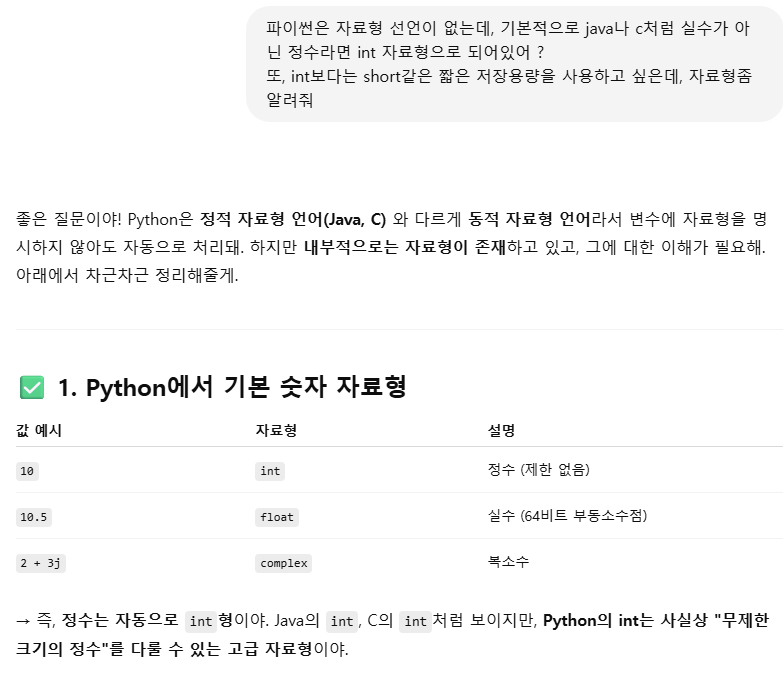 파이썬은 자료형 선언이 없는데, 기본적으로 java나 c처럼 실수가 아
닌 정수라면 int 자료형으로 되어있어 ?
또, int보다는 short같은 짧은 저장용량을 사용하고 싶은데, 자료형좀
알려줘
좋은 질문이야! Python은 정적 자료형 언어(Java, C) 와 다르게 동적 자료형 언어라서 변수에 자료형을 명
시하지 않아도 자동으로 처리돼. 하지만 내부적으로는 자료형이 존재하고 있고, 그에 대한 이해가 필요해.
아래에서 차근차근 정리해줄게.
✅ 1. Python에서 기본 숫자 자료형
값 예시 자료형 설명
10 int 정수 (제한 없음)
10.5 float 실수 (64비트 부동소수점)
2 + 3j complex 복소수
→ 즉, 정수는 자동으로 int형이야. Java의 int, C의 int처럼 보이지만, Python의 int는 사실상 "무제한
크기의 정수"를 다룰 수 있는 고급 자료형이야.